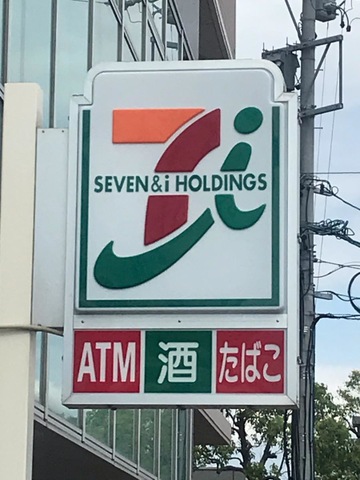 SEVEN&i HOLDINGS
ATM 酒 たばこ